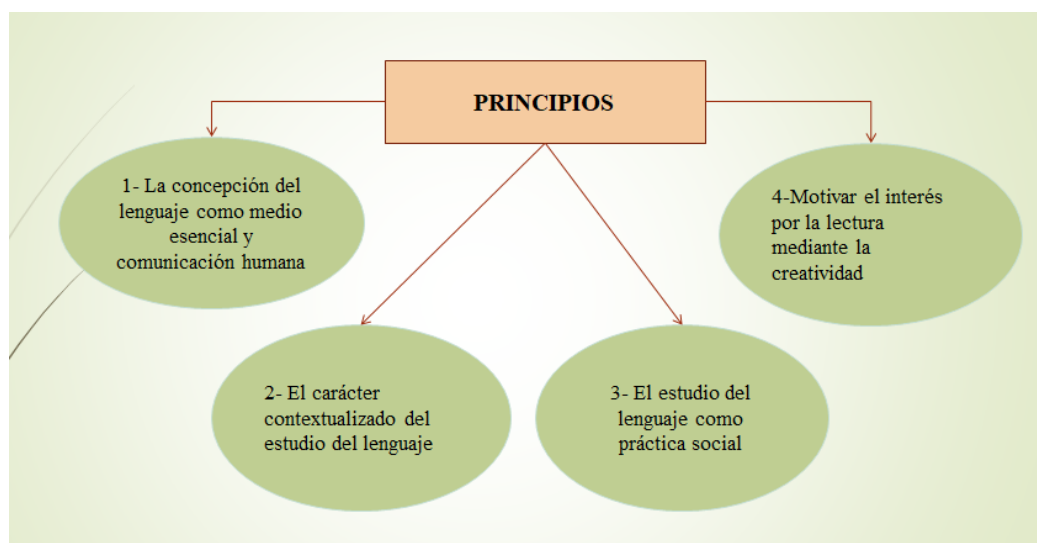 PRINCIPIOS
1- La concepción del
lenguaje como medio
esencial y
comunicación humana
2- El carácter
contextualizado del
estudio del lenguaje
3- El estudio del
lenguaje como
práctica social
4-Motivar el interés
por la lectura
mediante la
creatividad